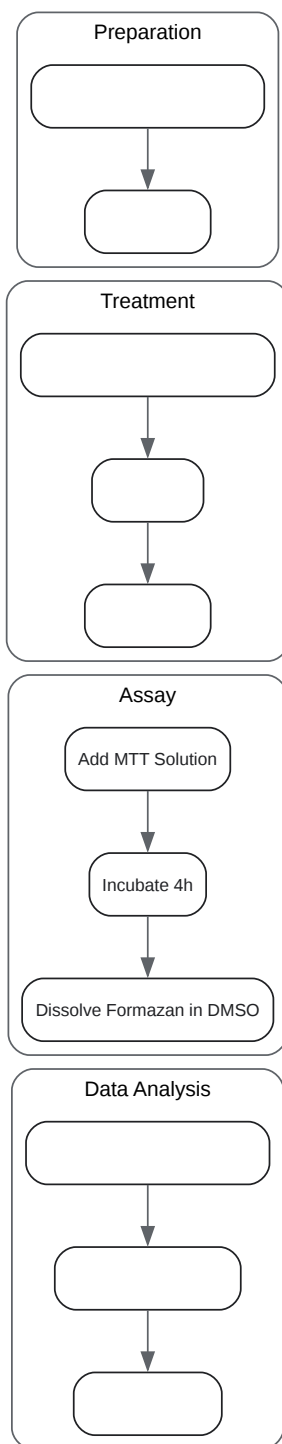 Preparation
Treatment
Assay
Add MTT Solution
Incubate 4h
Dissolve Formazan in DMSO
Data Analysis